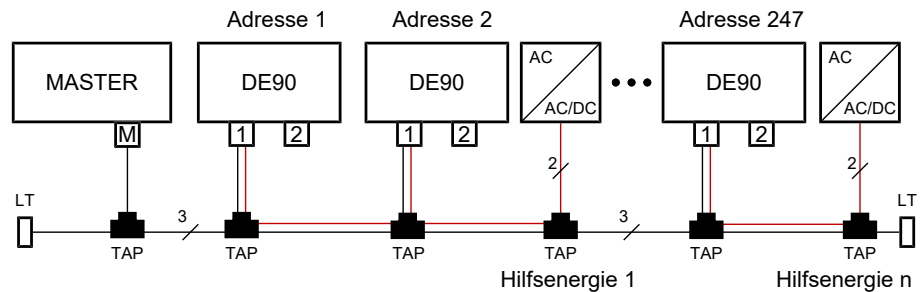 Adresse 1
Adresse 2
Adresse 247
MASTER
DE90
DE90
AC
AC/DC
DE90
AC
AC/DC
M
1
2
1
2
1
2
2
2
LT
3
3
LT
TAP
TAP
TAP
TAP
TAP
TAP
Hilfsenergie 1
Hilfsenergie n